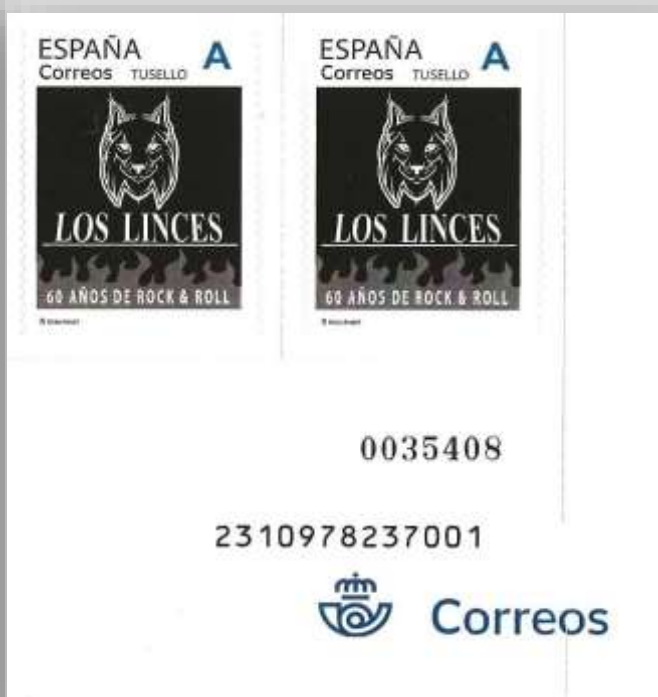 ESPAÑA A
Correos TUSELLO
LOS LINCES
60 AÑOS DE ROCK & ROLL
ESPAÑA A
Correos TUSELLO
LOS LINCES
60 AÑOS DE ROCK & ROLL
0035408
2310978237001
Correos